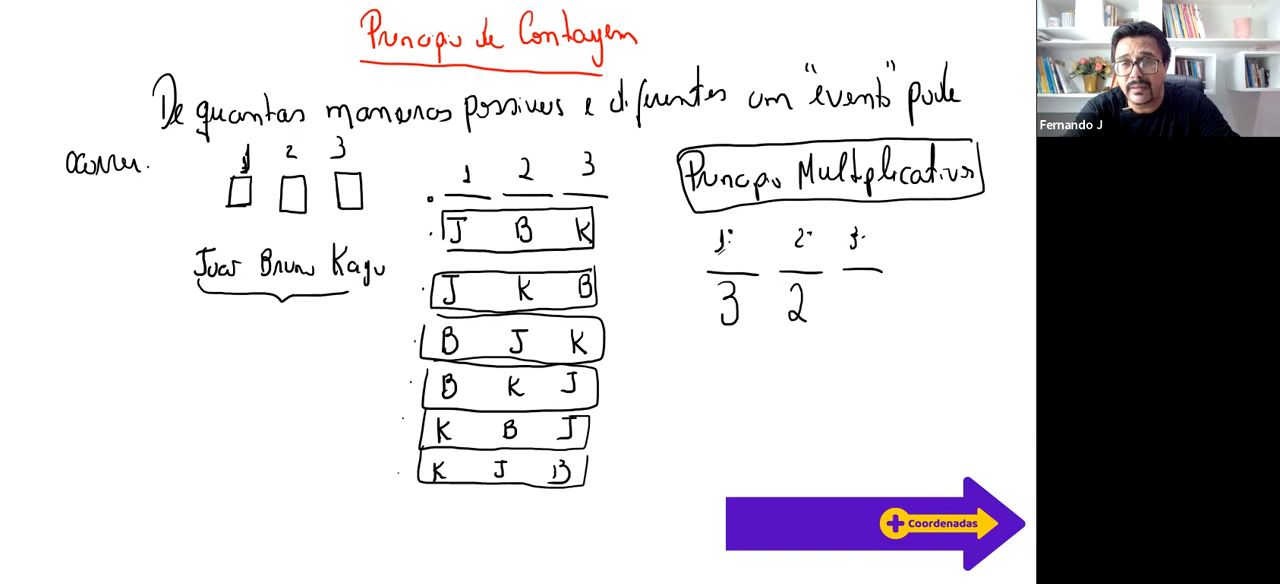 Princípio de Contagem
De quantas maneiras possíveis e diferentes um "evento" pode
ocorrer.
1 2 3
João Bruno Kayo
1 2 3
J B K
J K B
B J K
B K J
K B J
K J B
Princípio Multiplicativo
1º 2º 3º
3 2
+Coordenadas
Fernando J